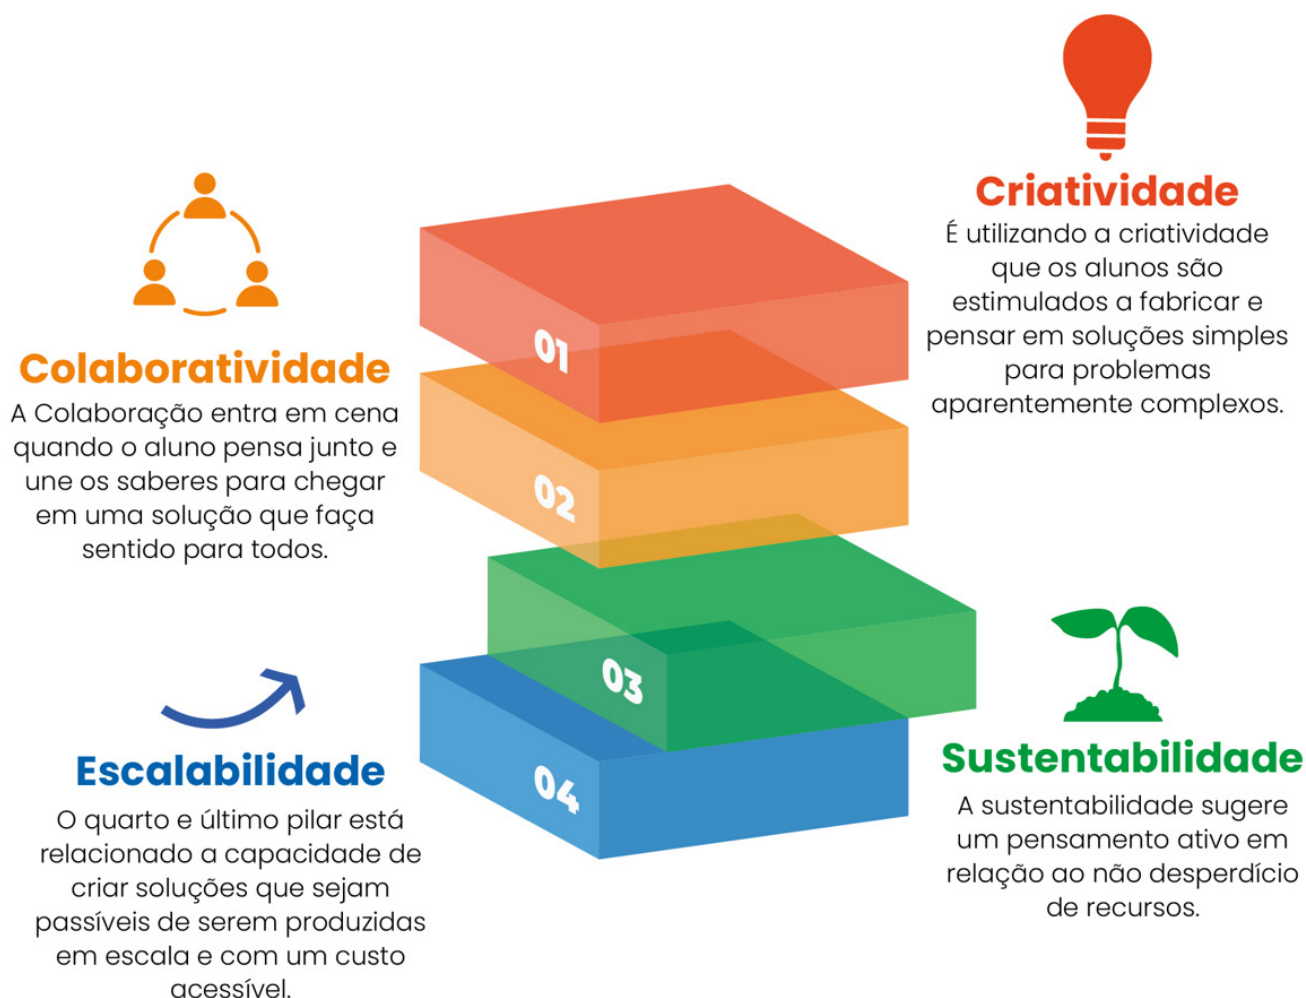 Criatividade
É utilizando a criatividade
que os alunos são
estimulados a fabricar e
pensar em soluções simples
para problemas
aparentemente complexos.
Colaboratividade
A Colaboração entra em cena
quando o aluno pensa junto e
une os saberes para chegar
em uma solução que faça
sentido para todos.
01
02
03
04
Sustentabilidade
A sustentabilidade sugere
um pensamento ativo em
relação ao não desperdício
de recursos.
Escalabilidade
O quarto e último pilar está
relacionado a capacidade de
criar soluções que sejam
passíveis de serem produzidas
em escala e com um custo
acessível.